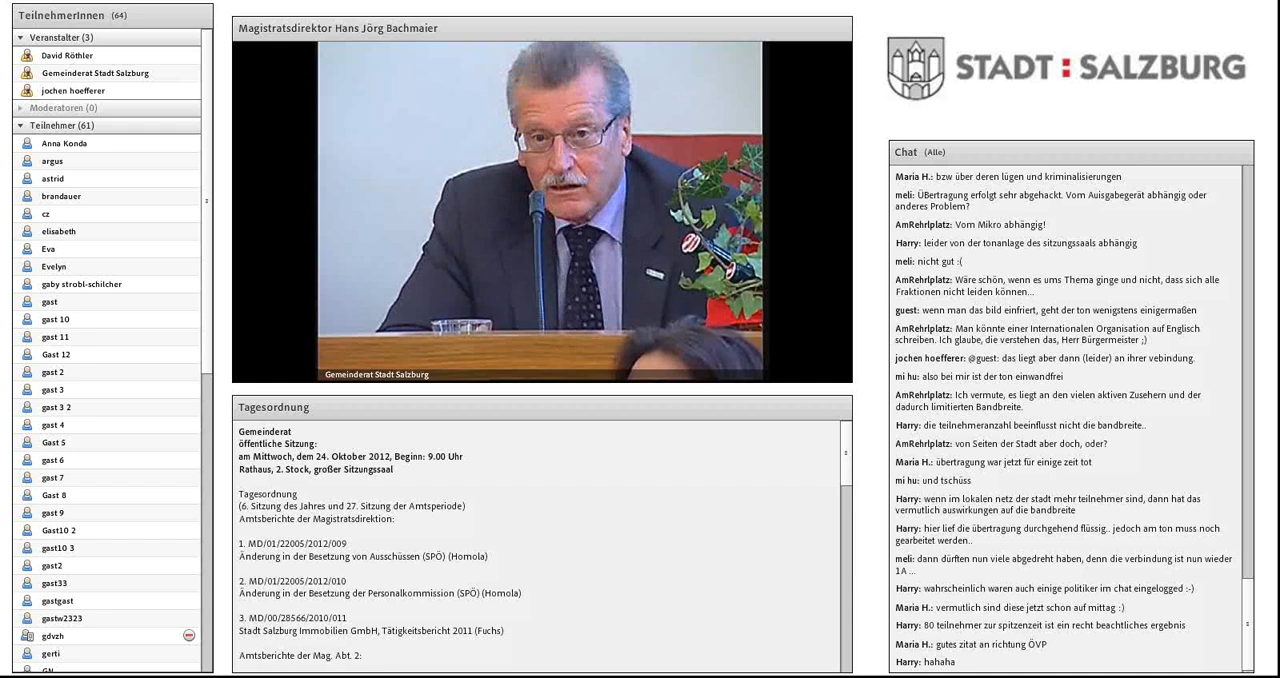 TeilnehmerInnen (64)
Veranstalter (3)
David Röthler
Gemeinderat Stadt Salzburg
jochen hoefferer
Moderatoren (0)
Teilnehmer (61)
Anna Konda
argus
astrid
brandauer
cz
elisabeth
Eva
Evelyn
gaby strobl-schilcher
gast
gast 10
gast 11
Gast 12
gast 2
gast 3
gast 3 2
gast 4
Gast 5
gast 6
gast 7
Gast 8
gast 9
Gast10 2
gast10 3
gast2
gast33
gastgast
gastw2323
gdvzh
gerti
GN
Magistratsdirektor Hans Jörg Bachmaier
Gemeinderat Stadt Salzburg
Tagesordnung
Gemeinderat
öffentliche Sitzung:
am Mittwoch, dem 24. Oktober 2012, Beginn: 9.00 Uhr
Rathaus, 2. Stock, großer Sitzungssaal
Tagesordnung
(6. Sitzung des Jahres und 27. Sitzung der Amtsperiode)
Amtsberichte der Magistratsdirektion:
1. MD/01/22005/2012/009
Änderung in der Besetzung von Ausschüssen (SPÖ) (Homola)
2. MD/01/22005/2012/010
Änderung in der Besetzung der Personalkommission (SPÖ) (Homola)
3. MD/00/28566/2010/011
Stadt Salzburg Immobilien GmbH, Tätigkeitsbericht 2011 (Fuchs)
Amtsberichte der Mag. Abt. 2:
STADT : SALZBURG
Chat (Alle)
Maria H.: bzw über deren lügen und kriminalisierungen
meli: ÜBertragung erfolgt sehr abgehackt. Vom Auisgabegerät abhängig oder
anderes Problem?
AmRehrlplatz: Vom Mikro abhängig!
Harry: leider von der tonanlage des sitzungssaals abhängig
meli: nicht gut :(
AmRehrlplatz: Wäre schön, wenn es ums Thema ginge und nicht, dass sich alle
Fraktionen nicht leiden können...
guest: wenn man das bild einfriert, geht der ton wenigstens einigermaßen
AmRehrlplatz: Man könnte einer Internationalen Organisation auf Englisch
schreiben. Ich glaube, die verstehen das, Herr Bürgermeister ;)
jochen hoefferer: @guest: das liegt aber dann (leider) an ihrer vebindung.
mi hu: also bei mir ist der ton einwandfrei
AmRehrlplatz: Ich vermute, es liegt an den vielen aktiven Zusehern und der
dadurch limitierten Bandbreite.
Harry: die teilnehmeranzahl beeinflusst nicht die bandbreite..
AmRehrlplatz: von Seiten der Stadt aber doch, oder?
Maria H.: übertragung war jetzt für einige zeit tot
mi hu: und tschüss
Harry: wenn im lokalen netz der stadt mehr teilnehmer sind, dann hat das
vermutlich auswirkungen auf die bandbreite
Harry: hier lief die übertragung durchgehend flüssig.. jedoch am ton muss noch
gearbeitet werden..
meli: dann dürften nun viele abgedreht haben, denn die verbindung ist nun wieder
1A ...
Harry: wahrscheinlich waren auch einige politiker im chat eingelogged :-)
Maria H.: vermutlich sind diese jetzt schon auf mittag :)
Harry: 80 teilnehmer zur spitzenzeit ist ein recht beachtliches ergebnis
Maria H.: gutes zitat an richtung ÖVP
Harry: hahaha